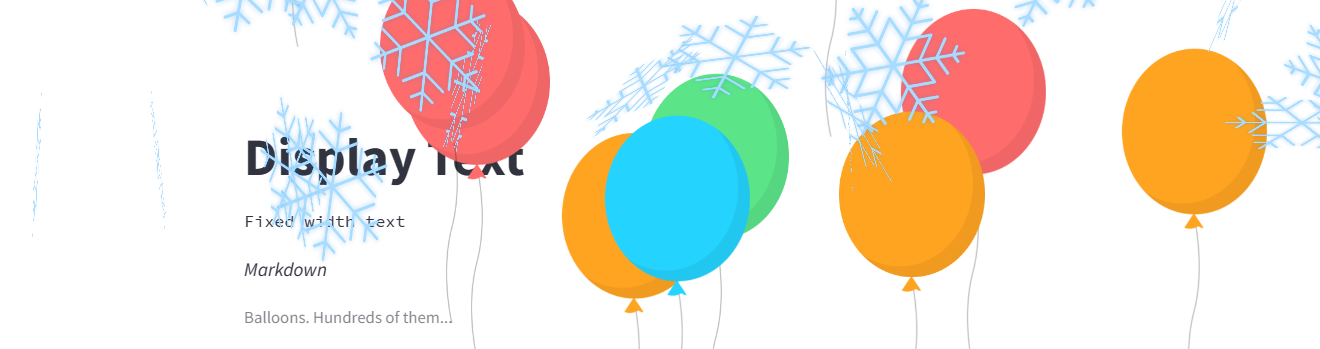 Display Text
Fixed width text
Markdown
Balloons. Hundreds of them...